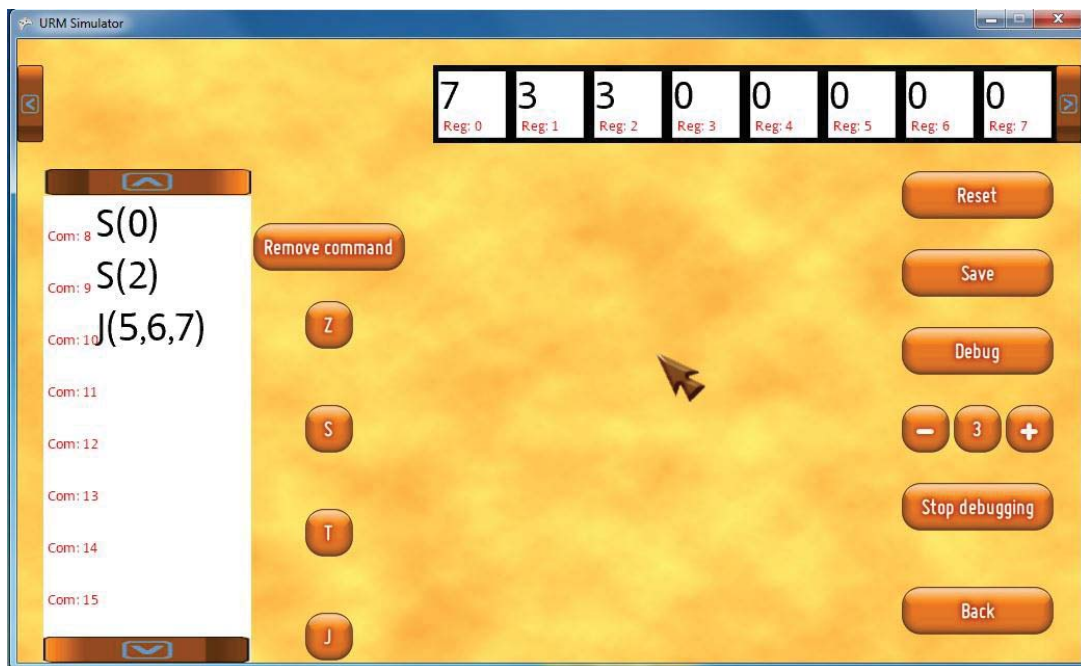 URM Simulator
7 3 3 0 0 0 0 0
Reg: 0 Reg: 1 Reg: 2 Reg: 3 Reg: 4 Reg: 5 Reg: 6 Reg: 7
Com: 8 S(0)
Com: 9 S(2)
Com: 10 J(5,6,7)
Com: 11
Com: 12
Com: 13
Com: 14
Com: 15
Remove command
Z
S
T
J
Reset
Save
Debug
− 3 +
Stop debugging
Back